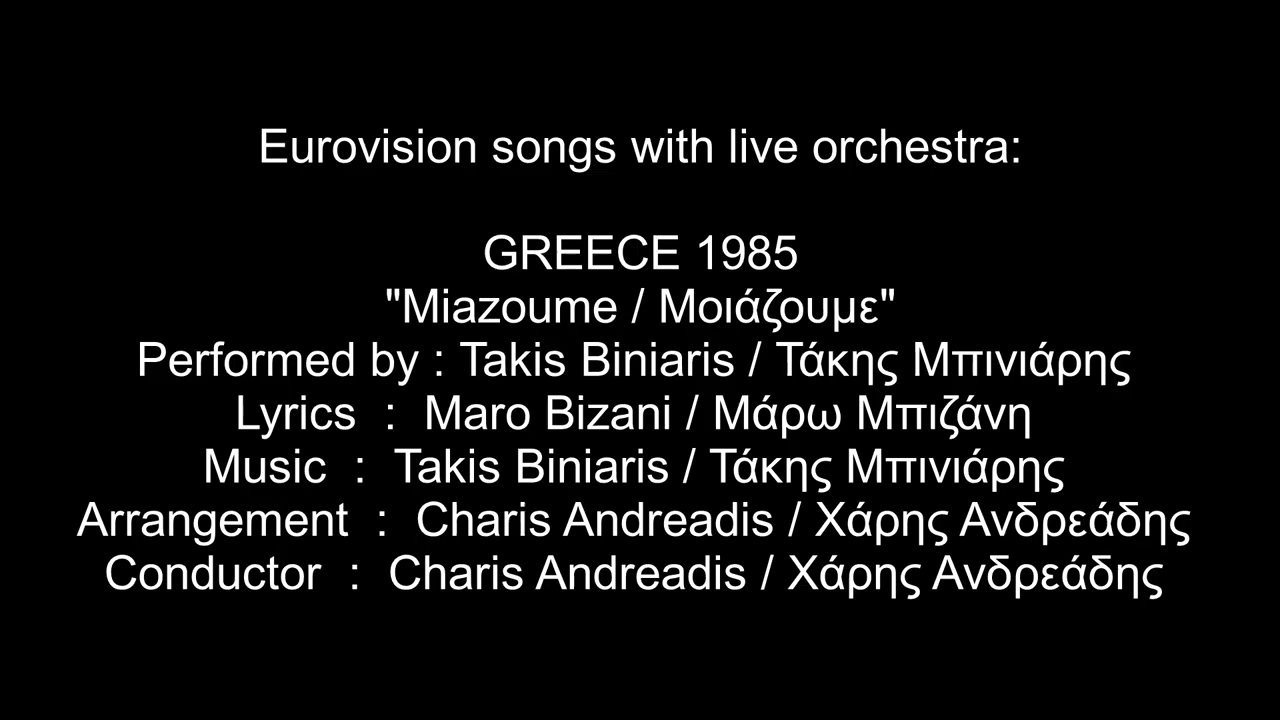 Eurovision songs with live orchestra:
GREECE 1985
"Miazoume / Μοιάζουμε"
Performed by : Takis Biniaris / Τάκης Μπινιάρης
Lyrics  :  Maro Bizani / Μάρω Μπιζάνη
Music  :  Takis Biniaris / Τάκης Μπινιάρης
Arrangement  :  Charis Andreadis / Χάρης Ανδρεάδης
Conductor  :  Charis Andreadis / Χάρης Ανδρεάδης